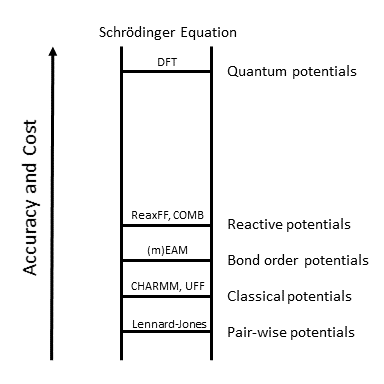 Schrödinger Equation
DFT
Quantum potentials
Accuracy and Cost
ReaxFF, COMB
Reactive potentials
(m)EAM
Bond order potentials
CHARMM, UFF
Classical potentials
Lennard-Jones
Pair-wise potentials